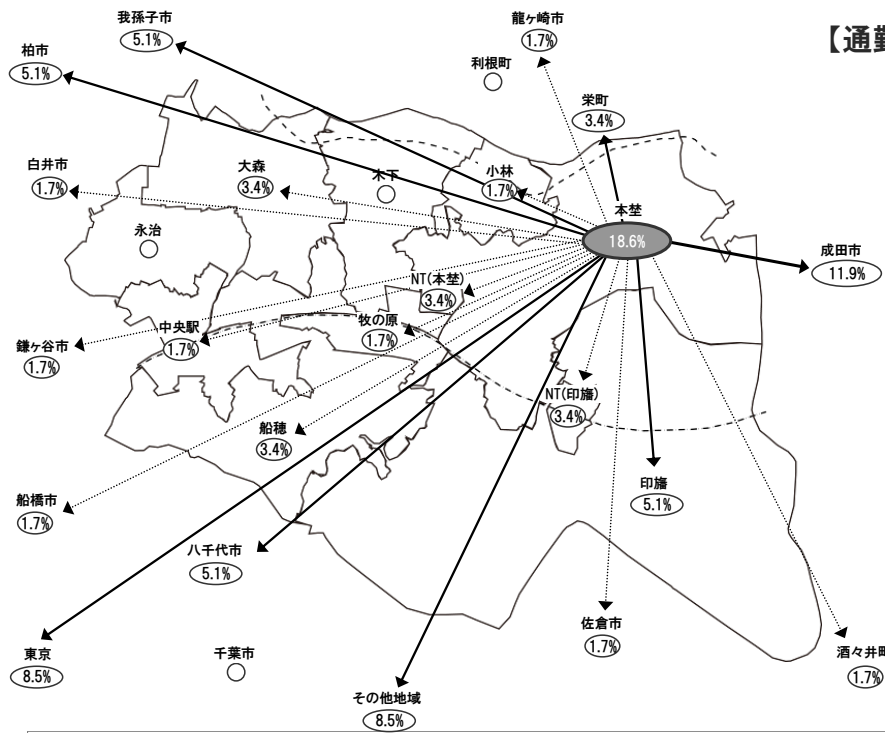 【通勤
我孫子市
5.1%
龍ヶ崎市
1.7%
柏市
5.1%
利根町
栄町
3.4%
白井市
1.7%
大森
3.4%
木下
小林
1.7%
本埜
18.6%
永治
成田市
11.9%
NT(本埜)
3.4%
中央駅
1.7%
牧の原
1.7%
鎌ヶ谷市
1.7%
NT(印旛)
3.4%
船穂
3.4%
印旛
5.1%
船橋市
1.7%
八千代市
5.1%
佐倉市
1.7%
東京
8.5%
千葉市
酒々井町
1.7%
その他地域
8.5%